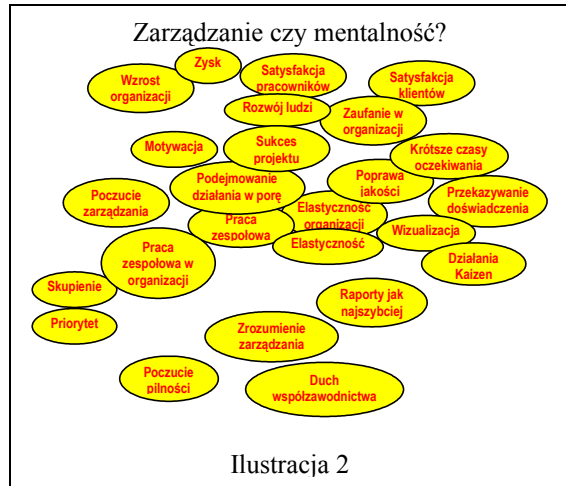 Zarządzanie czy mentalność?
Zysk
Wzrost
organizacji
Satysfakcja
pracowników
Satysfakcja
klientów
Rozwój ludzi
Zaufanie w
organizacji
Motywacja
Sukces
projektu
Krótsze czasy
oczekiwania
Podejmowanie
działania w porę
Poprawa
jakości
Poczucie
zarządzania
Przekazywanie
doświadczenia
Praca
zespołowa
Elastyczność
organizacji
Elastyczność
Wizualizacja
Praca
zespołowa w
organizacji
Działania
Kaizen
Skupienie
Raporty jak
najszybciej
Priorytet
Zrozumienie
zarządzania
Poczucie
pilności
Duch
współzawodnictwa
Ilustracja 2